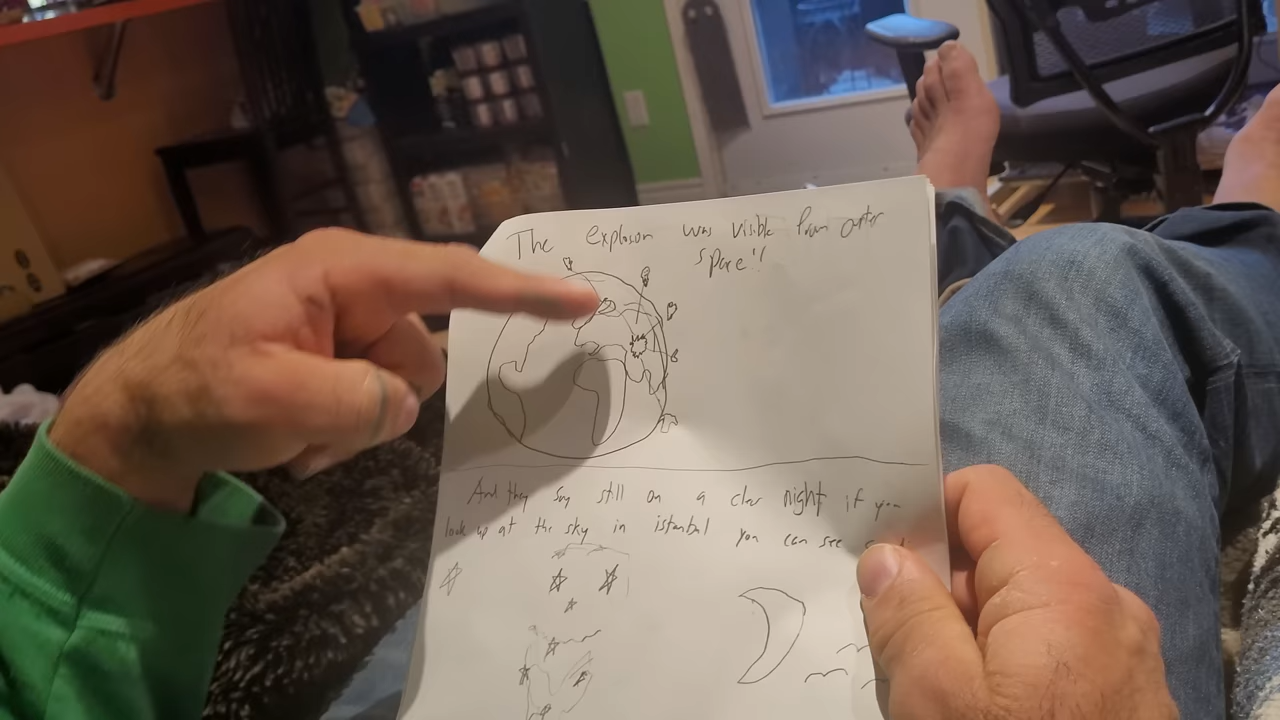 The exploson was visible from outer
space!!
And they say still on a clear night if you
look up at the sky in istanbul you can see